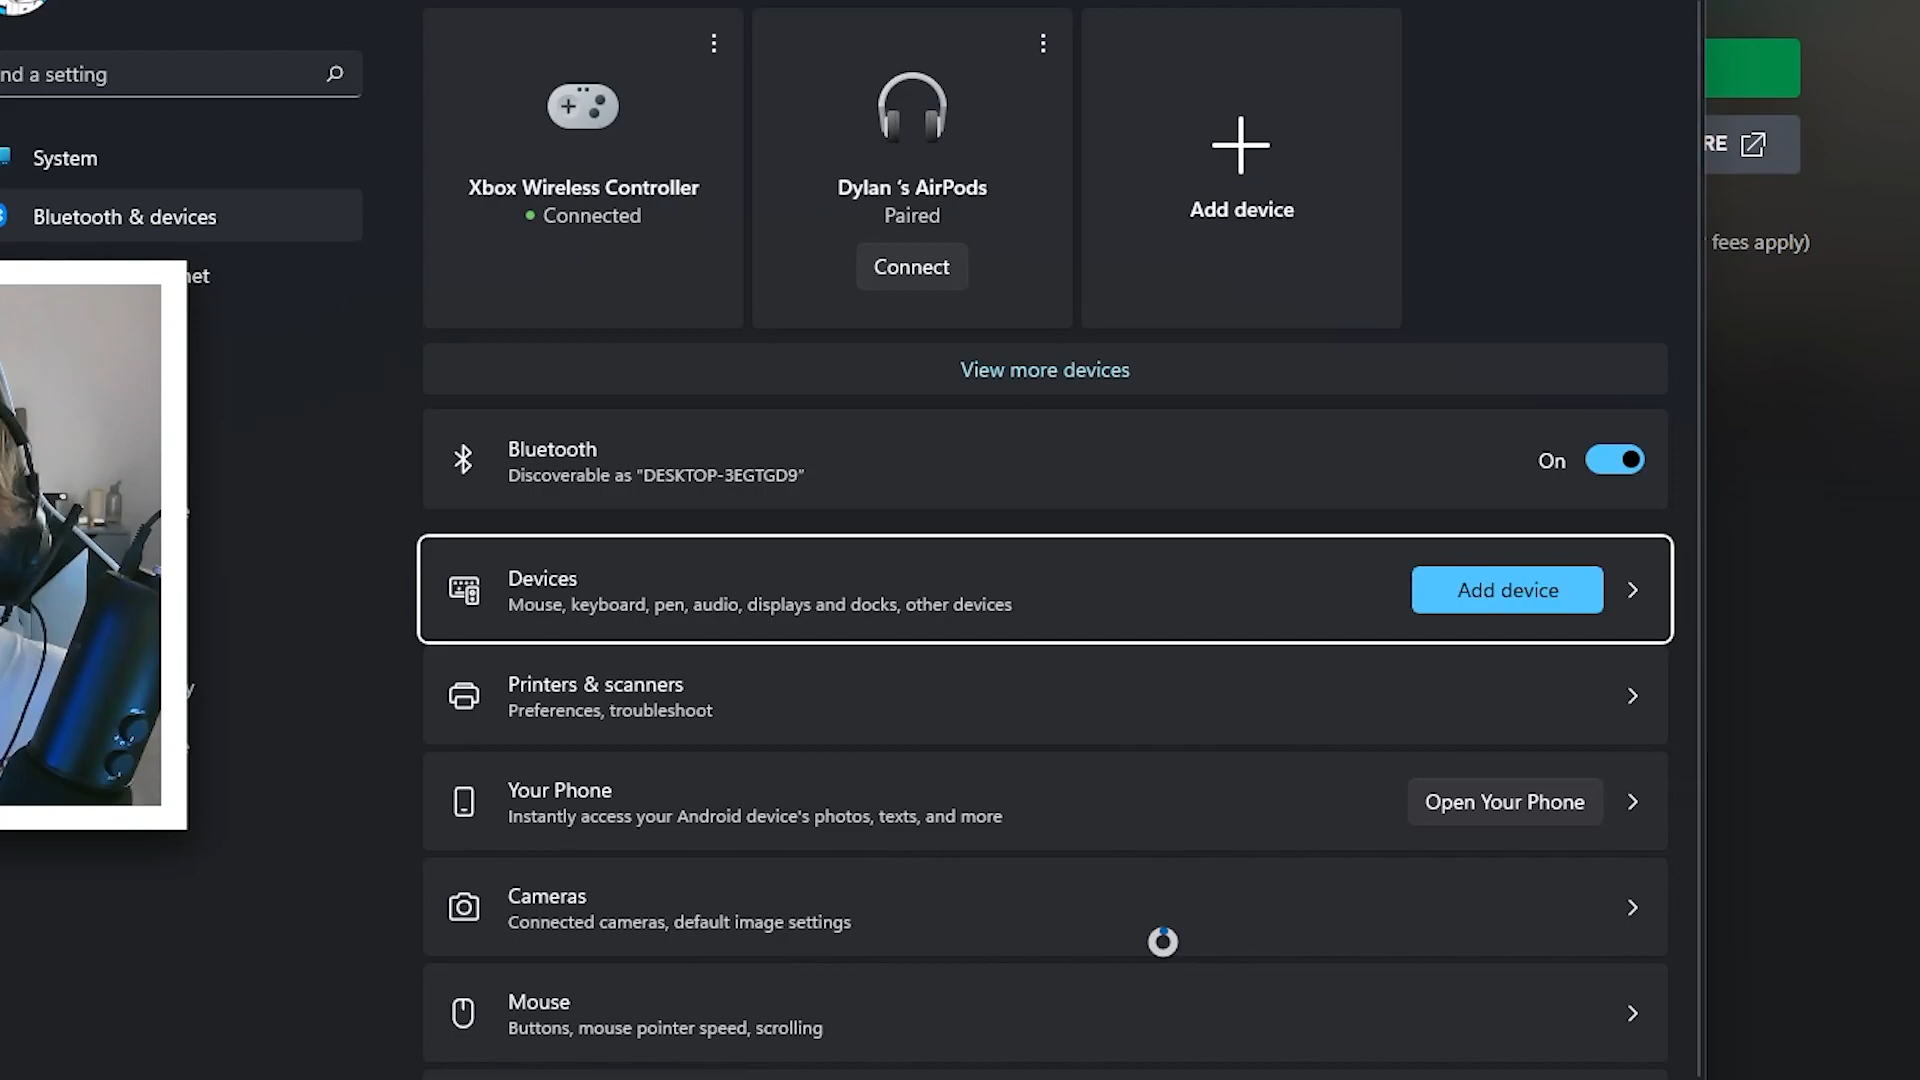 nd a setting
System
Bluetooth & devices
net
Xbox Wireless Controller
Connected
Dylan 's AirPods
Paired
Connect
Add device
View more devices
Bluetooth
Discoverable as "DESKTOP-3EGTGD9"
On
Devices
Mouse, keyboard, pen, audio, displays and docks, other devices
Add device
Printers & scanners
Preferences, troubleshoot
Your Phone
Instantly access your Android device's photos, texts, and more
Open Your Phone
Cameras
Connected cameras, default image settings
Mouse
Buttons, mouse pointer speed, scrolling
RE
fees apply)